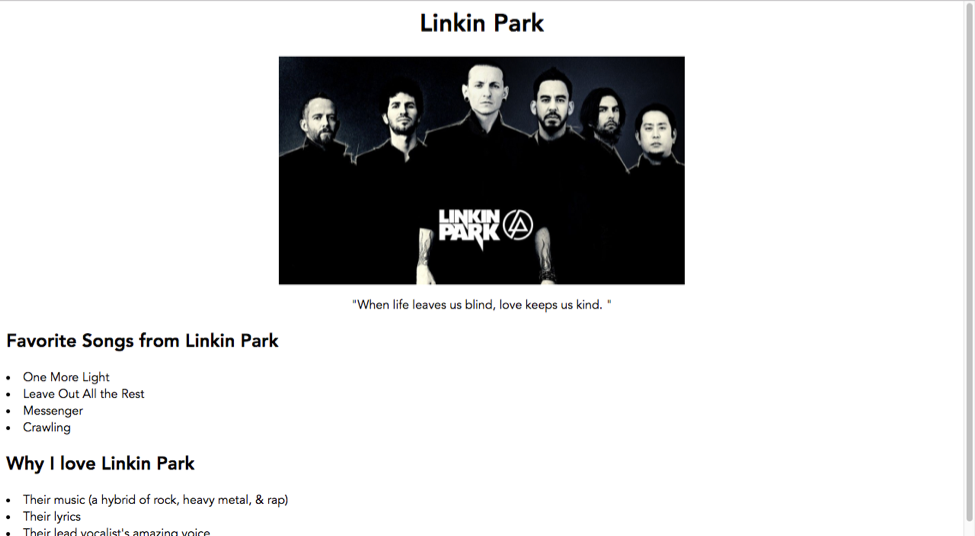 Linkin Park
LINKIN
PARK
"When life leaves us blind, love keeps us kind. "
Favorite Songs from Linkin Park
One More Light
Leave Out All the Rest
Messenger
Crawling
Why I love Linkin Park
Their music (a hybrid of rock, heavy metal, & rap)
Their lyrics
Their lead vocalist's amazing voice